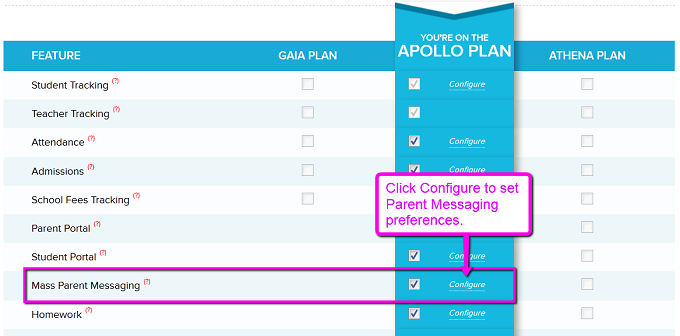 YOU'RE ON THE
APOLLO PLAN
FEATURE GAIA PLAN ATHENA PLAN
Student Tracking (?) Configure
Teacher Tracking (?)
Attendance (?) Configure
Admissions (?) Configure
School Fees Tracking (?)
Click Configure to set
Parent Messaging
preferences.
Parent Portal (?)
Student Portal (?) Configure
Mass Parent Messaging (?) Configure
Homework (?) Configure